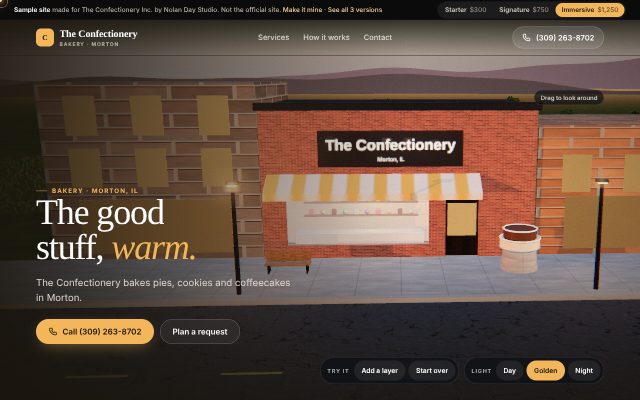 Sample site made for The Confectionery Inc. by Nolan Day Studio. Not the official site. Make it mine · See all 3 versions
Starter $300 Signature $750 Immersive $1,250
C
The Confectionery
BAKERY · MORTON
Services How it works Contact
(309) 263-8702
Drag to look around
The Confectionery
Morton, IL
BAKERY · MORTON, IL
The good
stuff, warm.
The Confectionery bakes pies, cookies and coffeecakes
in Morton.
Call (309) 263-8702 Plan a request
TRY IT Add a layer Start over LIGHT Day Golden Night